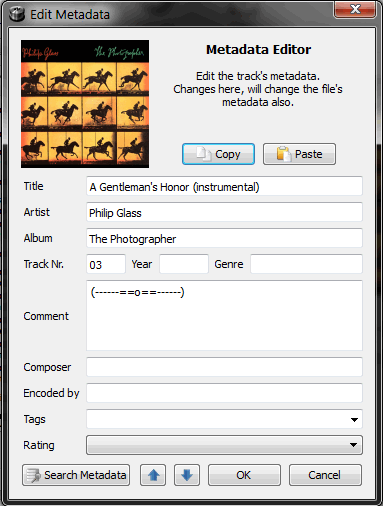 Edit Metadata
Philip Glass The Photographer
Metadata Editor
Edit the track's metadata.
Changes here, will change the file's
metadata also.
Copy Paste
Title A Gentleman's Honor (instrumental)
Artist Philip Glass
Album The Photographer
Track Nr. 03 Year Genre
Comment (------==o==------)
Composer
Encoded by
Tags
Rating
Search Metadata OK Cancel